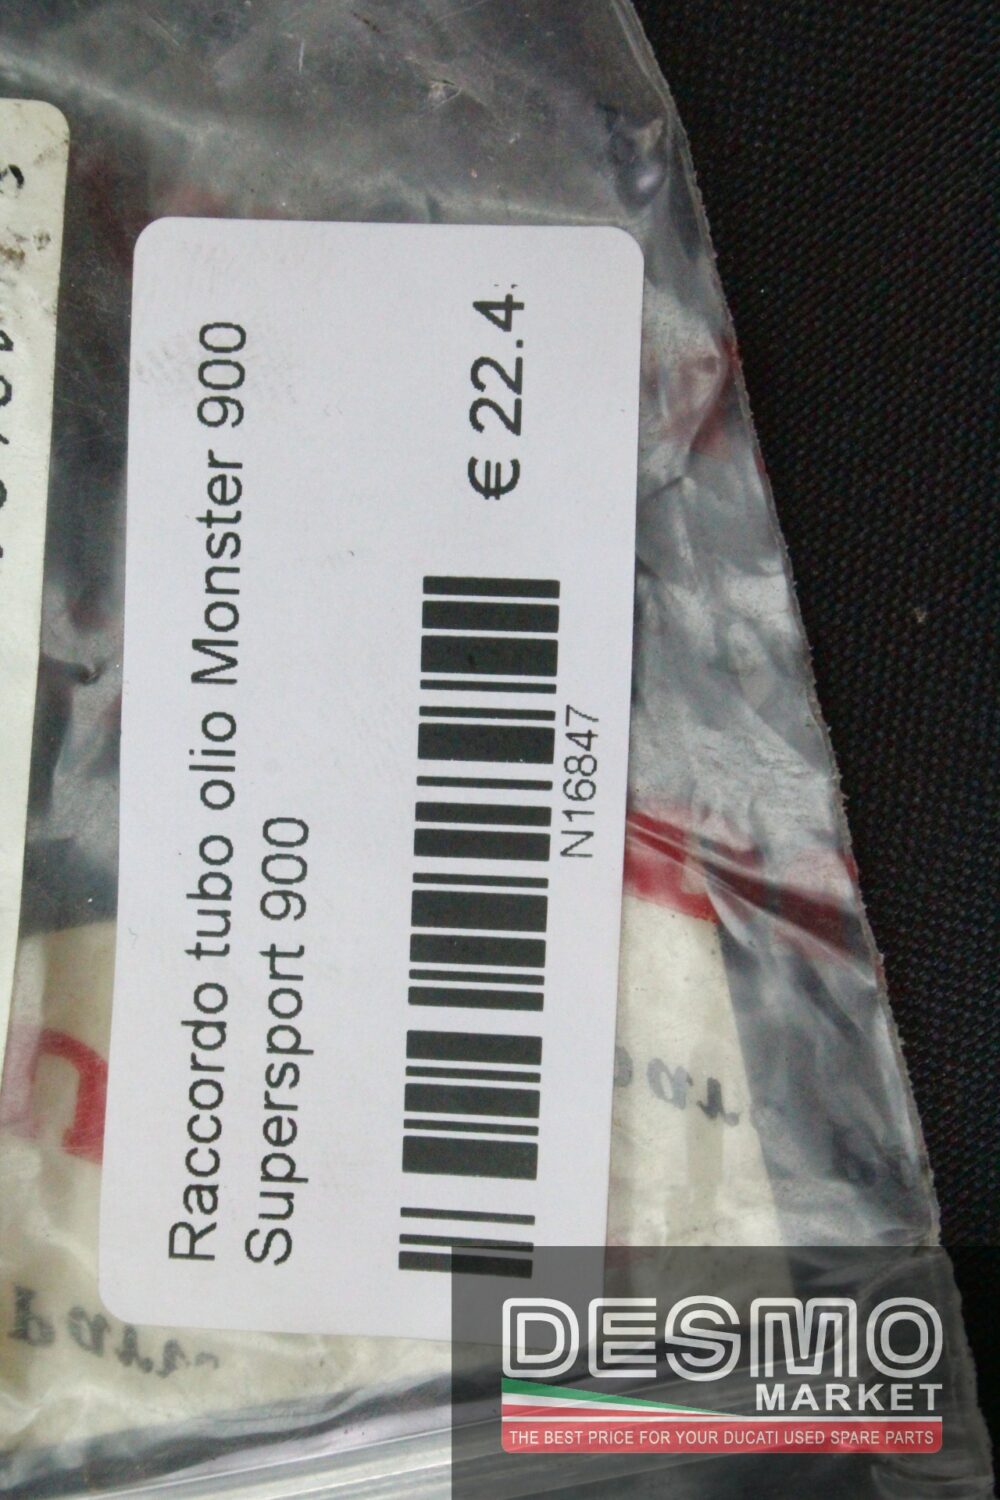 Raccordo tubo olio Monster 900
Supersport 900
€ 22.4
N16847
DESMO
MARKET
THE BEST PRICE FOR YOUR DUCATI USED SPARE PARTS